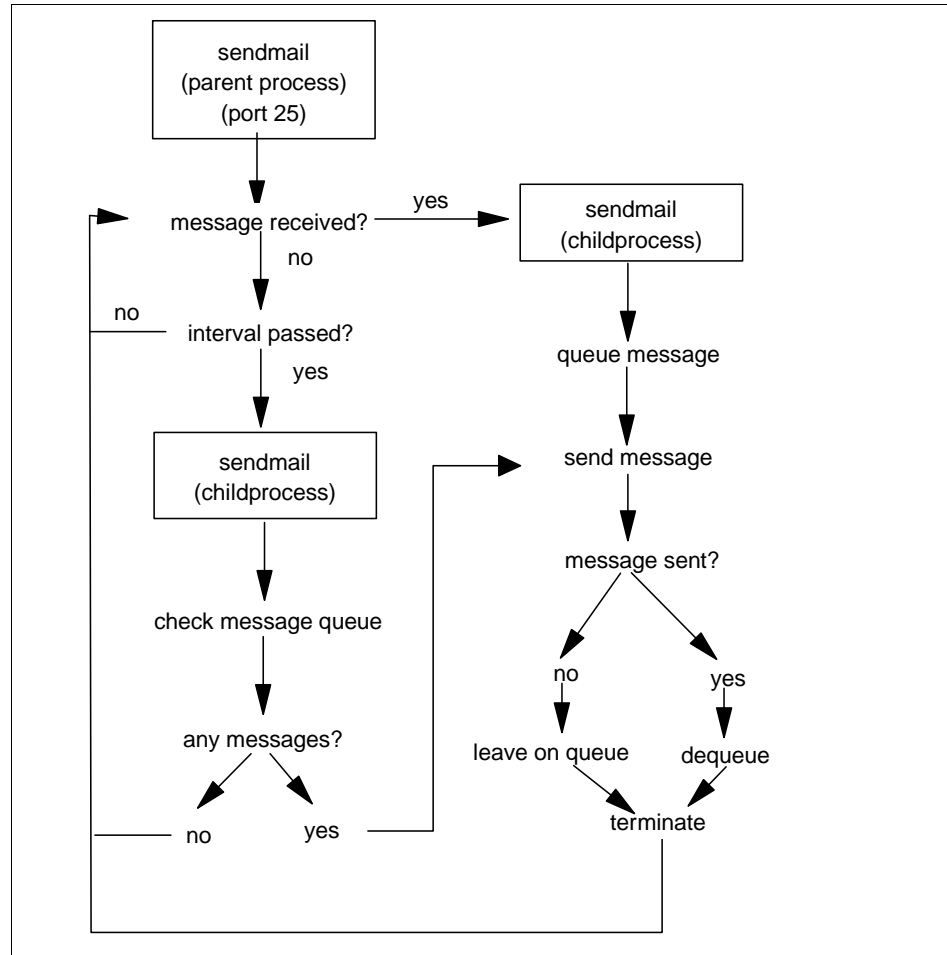 sendmail
(parent process)
(port 25)
message received?
yes
sendmail
(childprocess)
no
no
interval passed?
yes
queue message
sendmail
(childprocess)
send message
message sent?
check message queue
no
yes
any messages?
leave on queue
dequeue
no
yes
terminate